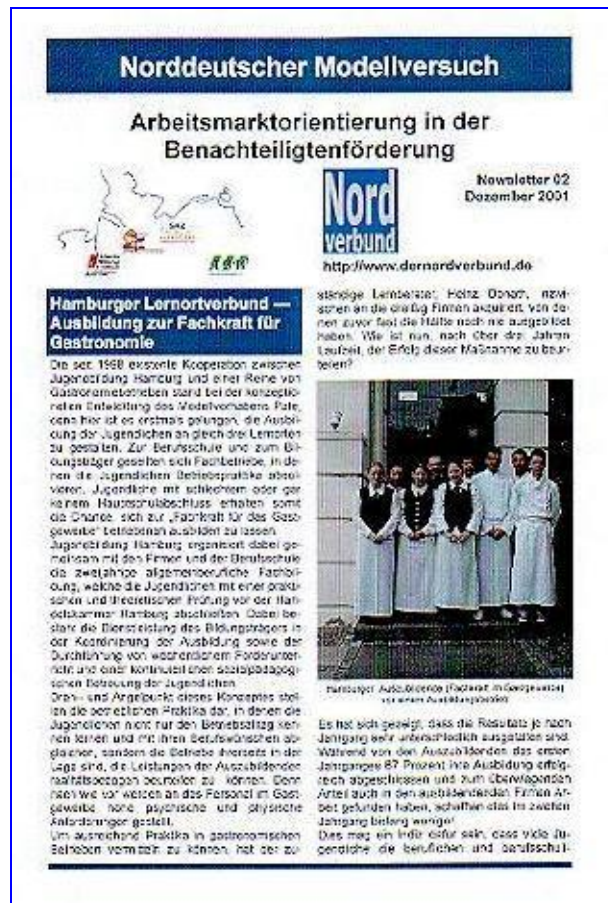 Norddeutscher Modellversuch
Arbeitsmarktorientierung in der
Benachteiligtenförderung
Nord
verbund
Newsletter 02
Dezember 2001
http://www.dernordverbund.de
Hamburger Lernortverbund —
Ausbildung zur Fachkraft für
Gastronomie
Die seit 1998 existente Kooperation zwischen
Jugendbildung Hamburg und einer Reihe von
Gastronomiebetrieben stand bei der konzeptio-
nellen Entwicklung des Modellvorhabens Pate,
denn hier ist es erstmals gelungen, die Ausbil-
dung der Jugendlichen an gleich drei Lernorten
zu gestalten. Zur Berufsschule und zum Bil-
dungsträger gesellten sich Fachbetriebe, in de-
nen die Jugendlichen Betriebspraktika absol-
vieren. Jugendliche mit schlechtem oder gar
keinem Hauptschulabschluss erhalten somit
die Chance, sich zur „Fachkraft für das Gast-
gewerbe“ betriebsnah ausbilden zu lassen.
Jugendbildung Hamburg organisiert dabei ge-
meinsam mit den Firmen und der Berufsschule
die zweijährige allgemeinberufliche Fachbil-
dung, welche die Jugendlichen mit einer prakti-
schen und theoretischen Prüfung vor der Han-
delskammer Hamburg abschließen. Dabei be-
steht die Dienstleistung des Bildungsträgers in
der Koordinierung der Ausbildung sowie der
Durchführung von wöchentlichem Förderunter-
richt und einer kontinuierlichen sozialpädagogi-
schen Betreuung der Jugendlichen.
Dreh- und Angelpunkt dieses Konzeptes stel-
len die betrieblichen Praktika dar, in denen die
Jugendlichen nicht nur den Betriebsalltag ken-
nen lernen und mit ihren Berufswünschen ab-
gleichen, sondern die Betriebe ihrerseits in der
Lage sind, die Leistungen der Auszubildenden
realitätsbezogen beurteilen zu können. Denn
nach wie vor werden an das Personal im Gast-
gewerbe hohe psychische und physische
Anforderungen gestellt.
Um ausreichend Praktika in gastronomischen
Betrieben vermitteln zu können, hat der zu-
ständige Lernberater, Heinz Donath, inzwi-
schen an die dreißig Firmen akquiriert, von de-
nen zuvor fast die Hälfte noch nie ausgebildet
haben. Wie ist nun, nach über drei Jahren
Laufzeit, der Erfolg dieser Maßnahme zu beur-
teilen?
Hamburger Auszubildende (Fachkraft im Gastgewerbe)
vor einem Ausbildungsbetrieb
Es hat sich gezeigt, dass die Resultate je nach
Jahrgang sehr unterschiedlich ausgefallen sind.
Während von den Auszubildenden des ersten
Jahrganges 87 Prozent ihre Ausbildung erfolg-
reich abgeschlossen und zum überwiegenden
Anteil auch in den ausbildenden Firmen Ar-
beit gefunden haben, schafften dies im zweiten
Jahrgang bislang weniger.
Dies mag ein Indiz dafür sein, dass viele Ju-
gendliche die beruflichen und berufsschuli-